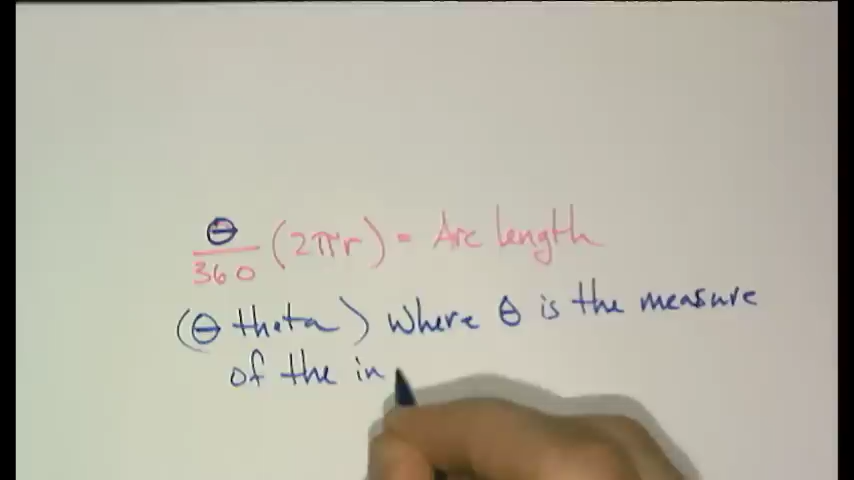 θ/360 (2πr) = Arc length
(θ theta) where θ is the measure
of the in